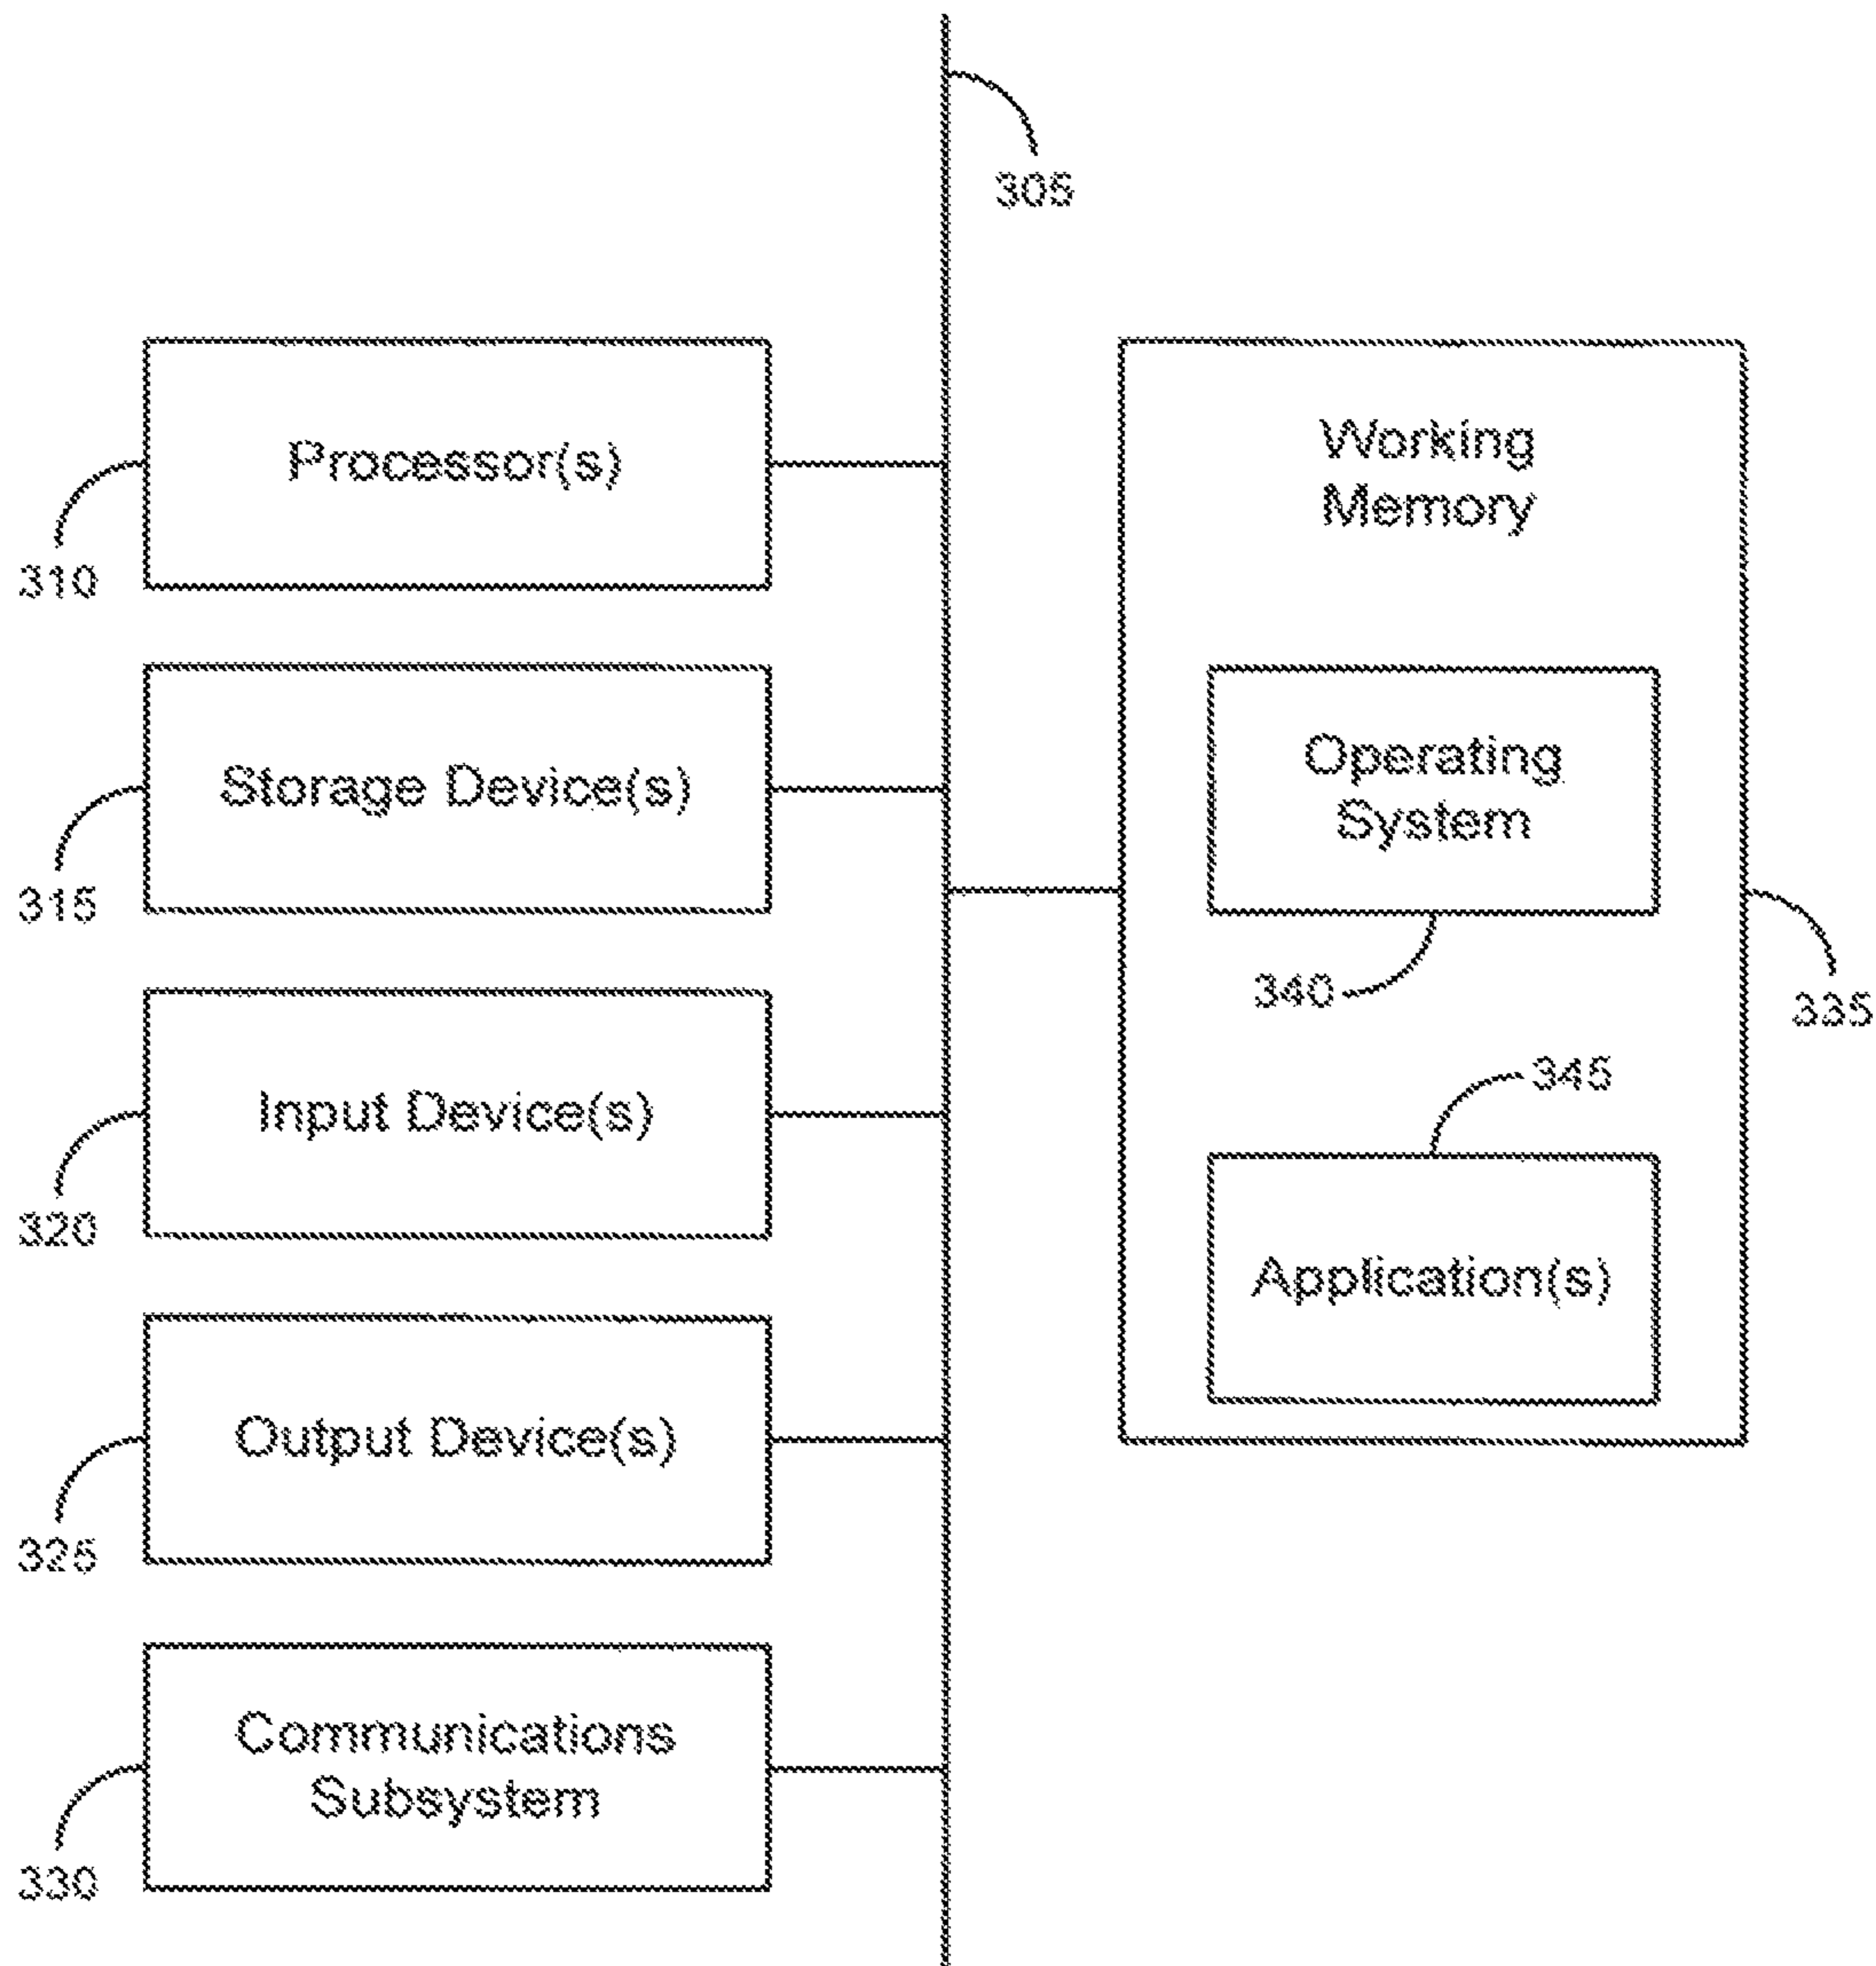 305
Processor(s)
310
Storage Device(s)
315
Input Device(s)
320
Output Device(s)
325
Communications
Subsystem
330
Working
Memory
Operating
System
340
335
345
Application(s)